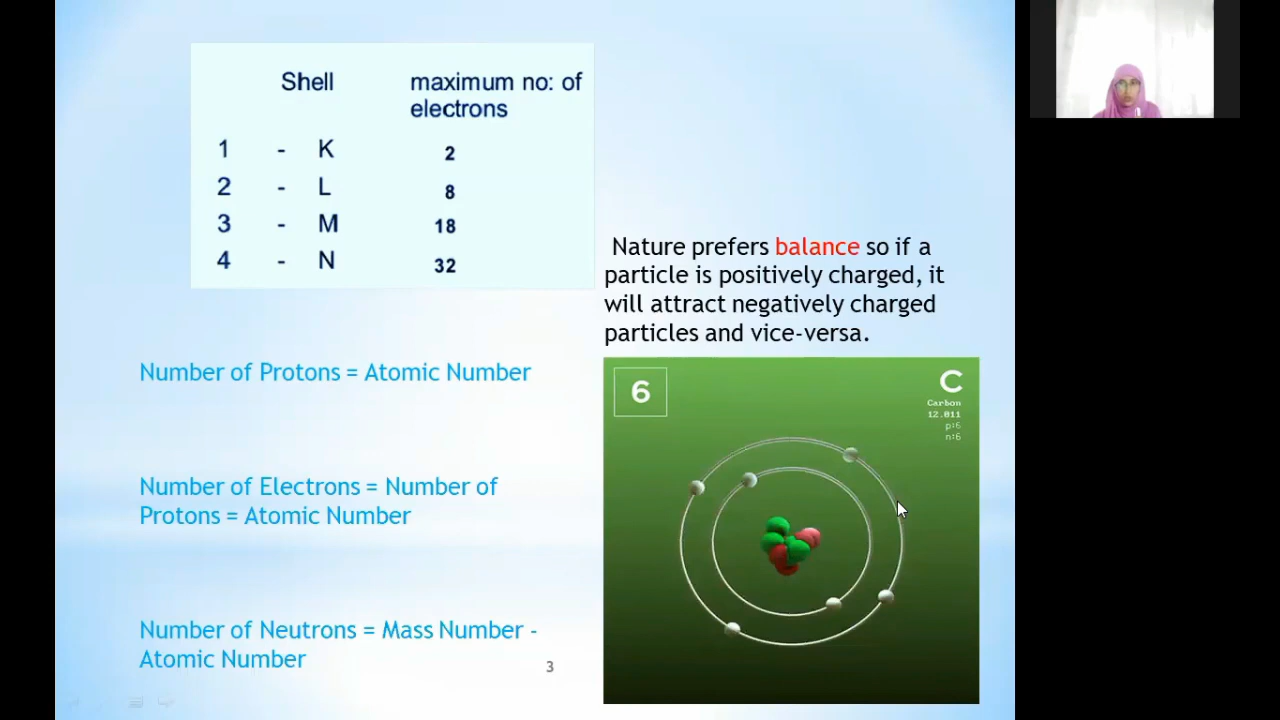 Shell maximum no: of
electrons
1 - K 2
2 - L 8
3 - M 18
4 - N 32
Nature prefers balance so if a
particle is positively charged, it
will attract negatively charged
particles and vice-versa.
Number of Protons = Atomic Number
Number of Electrons = Number of
Protons = Atomic Number
Number of Neutrons = Mass Number -
Atomic Number
3
6
C
Carbon
12.011
p:6
n:6